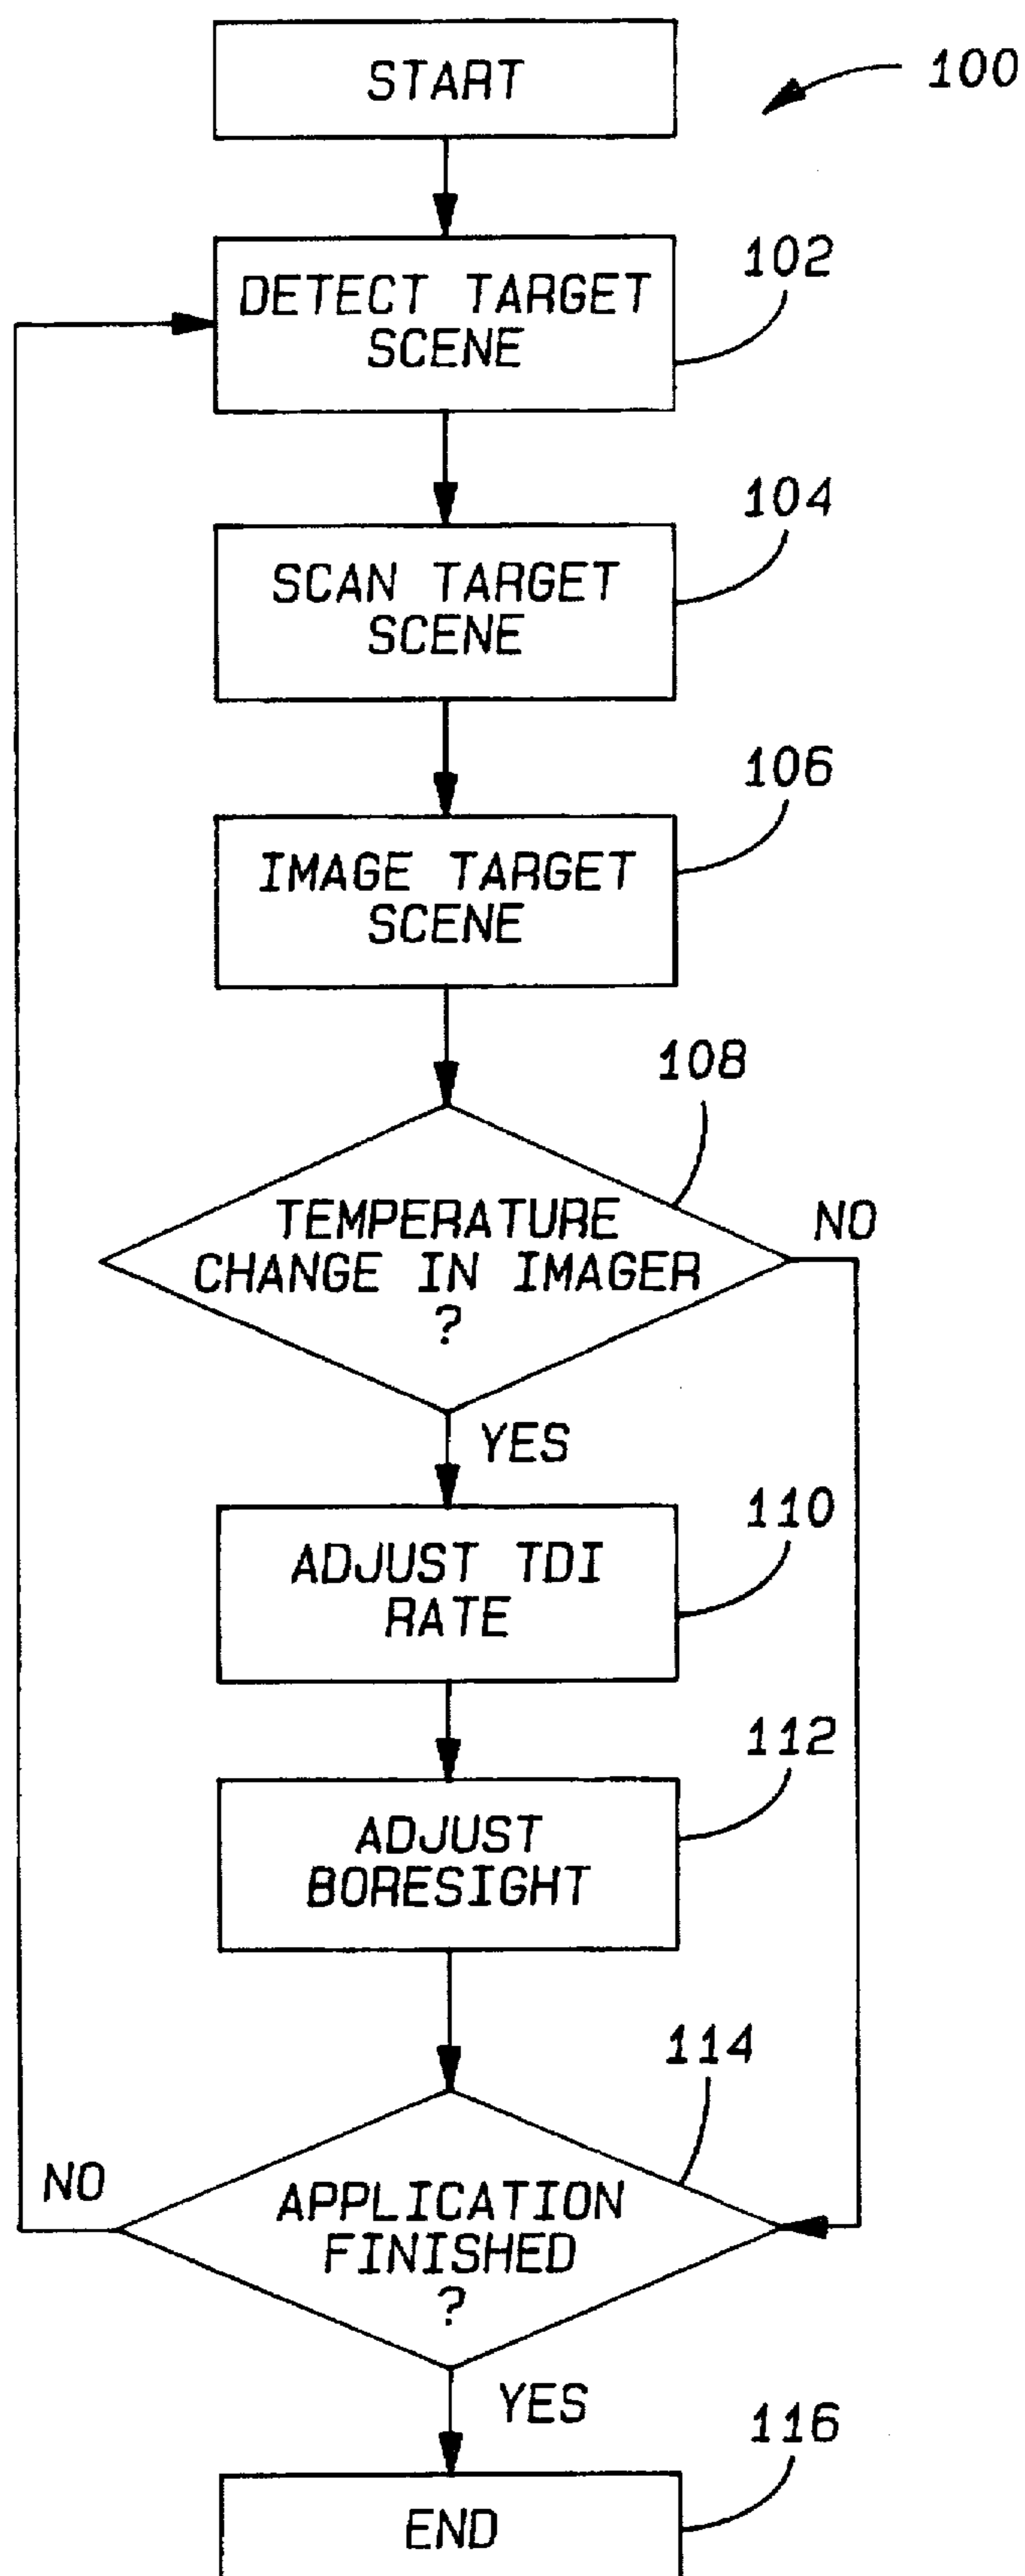 START
100
DETECT TARGET
SCENE
102
SCAN TARGET
SCENE
104
IMAGE TARGET
SCENE
106
108
TEMPERATURE
CHANGE IN IMAGER
?
NO
YES
ADJUST TDI
RATE
110
ADJUST
BORESIGHT
112
114
APPLICATION
FINISHED
?
NO
YES
END
116